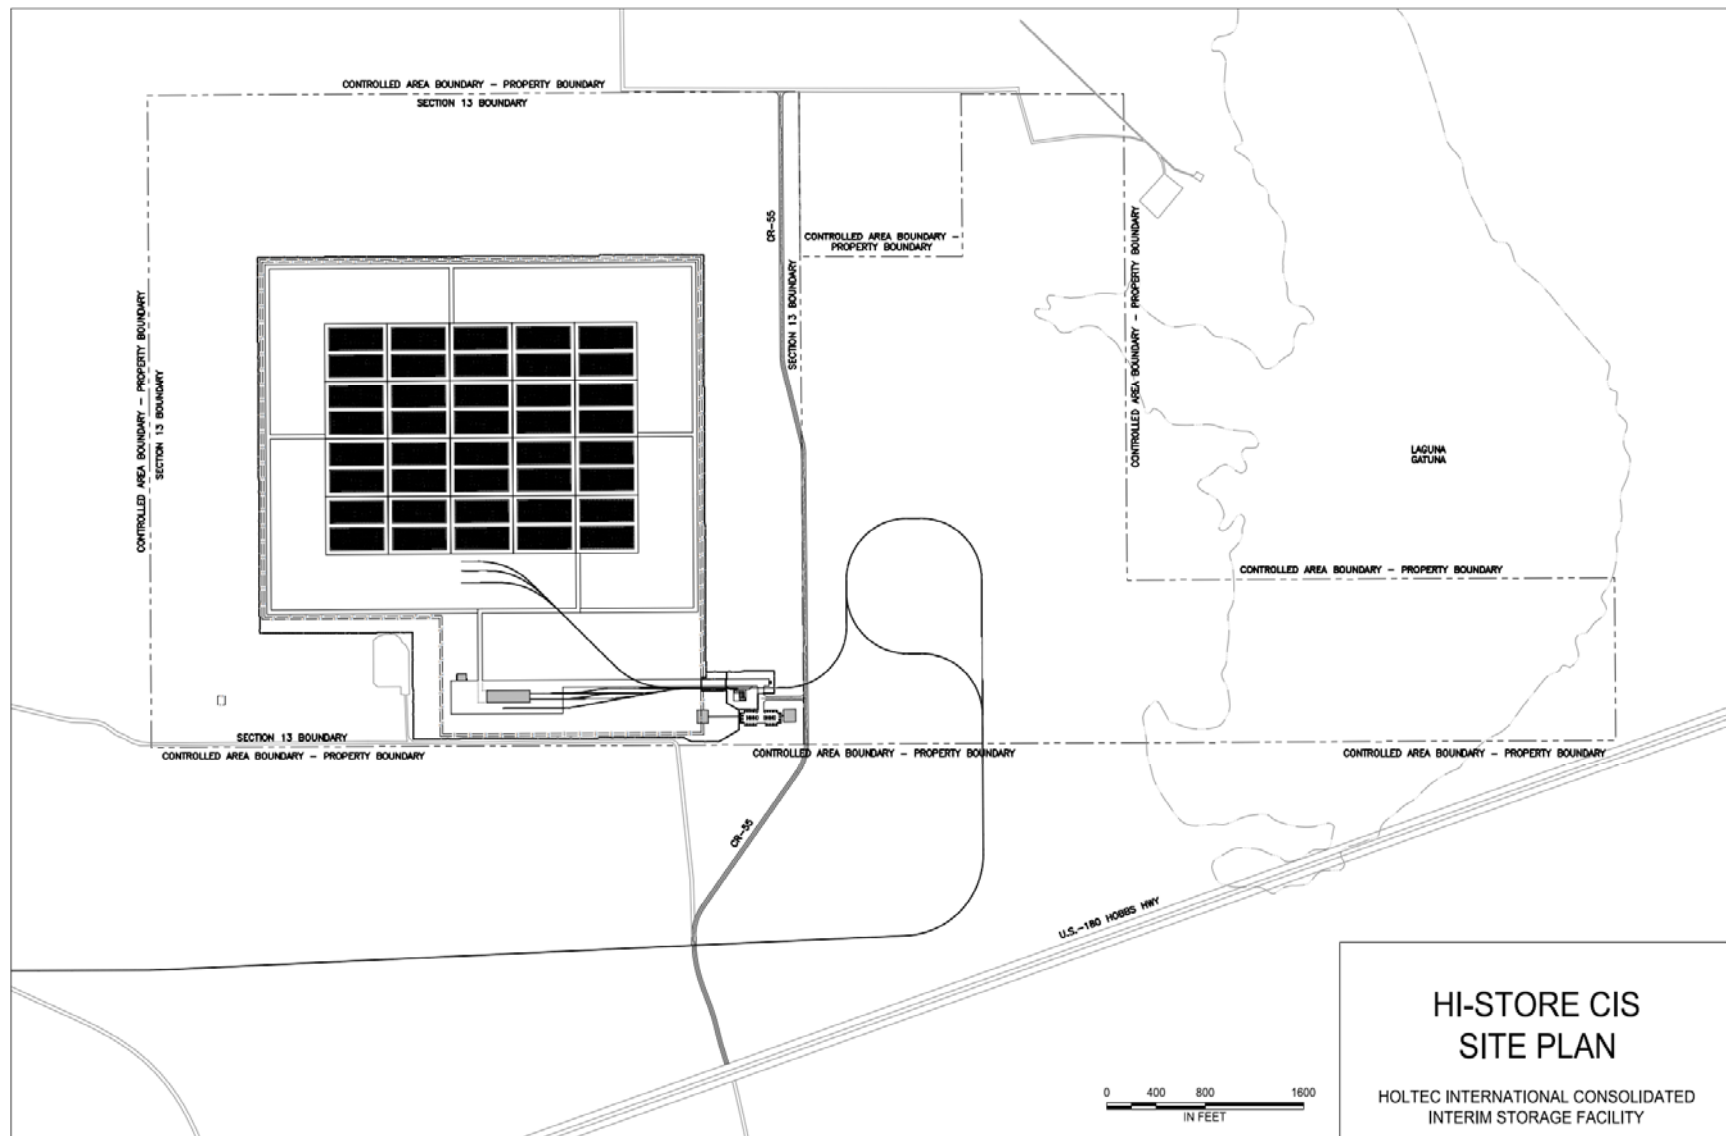 CONTROLLED AREA BOUNDARY - PROPERTY BOUNDARY
SECTION 13 BOUNDARY
CR-55
CONTROLLED AREA BOUNDARY -
PROPERTY BOUNDARY
SECTION 13 BOUNDARY
CONTROLLED AREA BOUNDARY - PROPERTY BOUNDARY
CONTROLLED AREA BOUNDARY - PROPERTY BOUNDARY
SECTION 13 BOUNDARY
LAGUNA
GATUNA
CONTROLLED AREA BOUNDARY - PROPERTY BOUNDARY
SECTION 13 BOUNDARY
CONTROLLED AREA BOUNDARY - PROPERTY BOUNDARY
CONTROLLED AREA BOUNDARY - PROPERTY BOUNDARY
CONTROLLED AREA BOUNDARY - PROPERTY BOUNDARY
CR-55
U.S.-180 HOBBS HWY
0 400 800 1600
IN FEET
HI-STORE CIS
SITE PLAN
HOLTEC INTERNATIONAL CONSOLIDATED
INTERIM STORAGE FACILITY